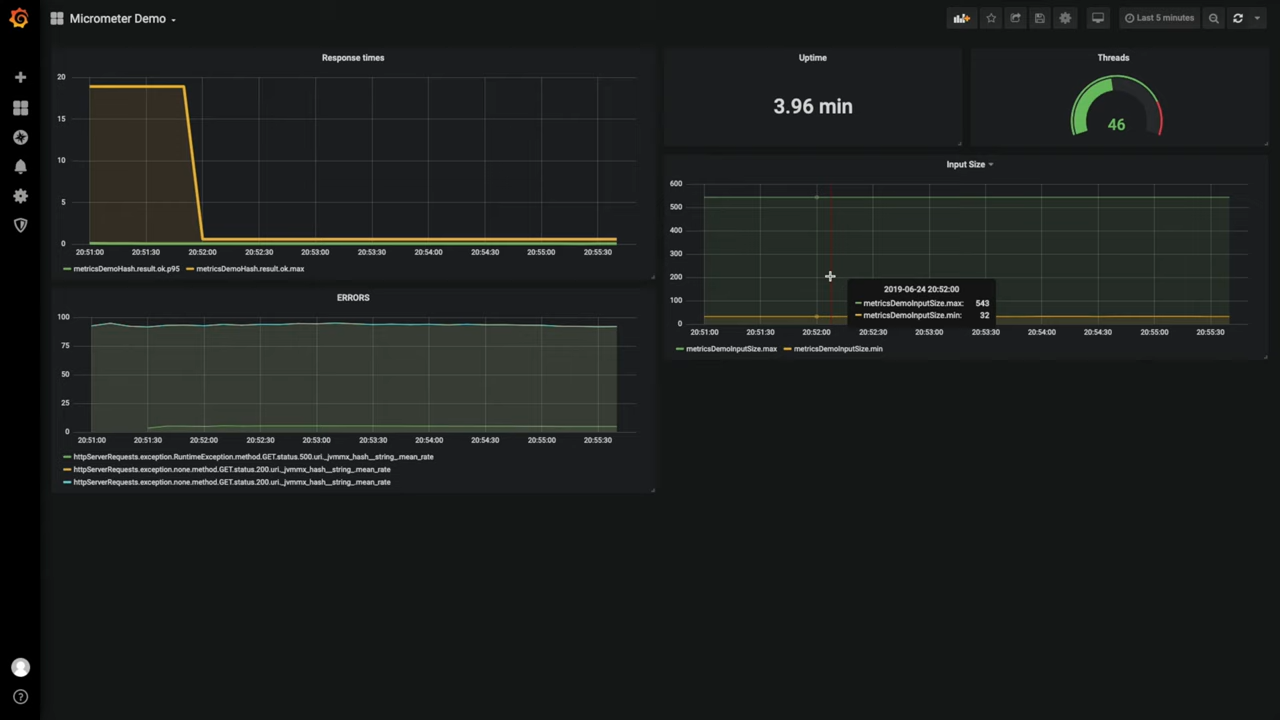 Micrometer Demo
Last 5 minutes
Response times
20
15
10
5
0
20:51:00 20:51:30 20:52:00 20:52:30 20:53:00 20:53:30 20:54:00 20:54:30 20:55:00 20:55:30
metricsDemoHash.result.ok.p95 metricsDemoHash.result.ok.max
Uptime
3.96 min
Threads
46
Input Size
600
500
400
300
200
100
0
2019-06-24 20:52:00
metricsDemoInputSize.max: 543
metricsDemoInputSize.min: 32
20:51:00 20:51:30 20:52:00 20:52:30 20:53:00 20:53:30 20:54:00 20:54:30 20:55:00 20:55:30
metricsDemoInputSize.max metricsDemoInputSize.min
ERRORS
100
75
50
25
0
20:51:00 20:51:30 20:52:00 20:52:30 20:53:00 20:53:30 20:54:00 20:54:30 20:55:00 20:55:30
httpServerRequests.exception.RuntimeException.method.GET.status.500.uri._jvmmx_hash__string_.mean_rate
httpServerRequests.exception.none.method.GET.status.200.uri._jvmmx_hash__string_.mean_rate
httpServerRequests.exception.none.method.GET.status.200.uri._jvmmx_hash__string_.mean_rate